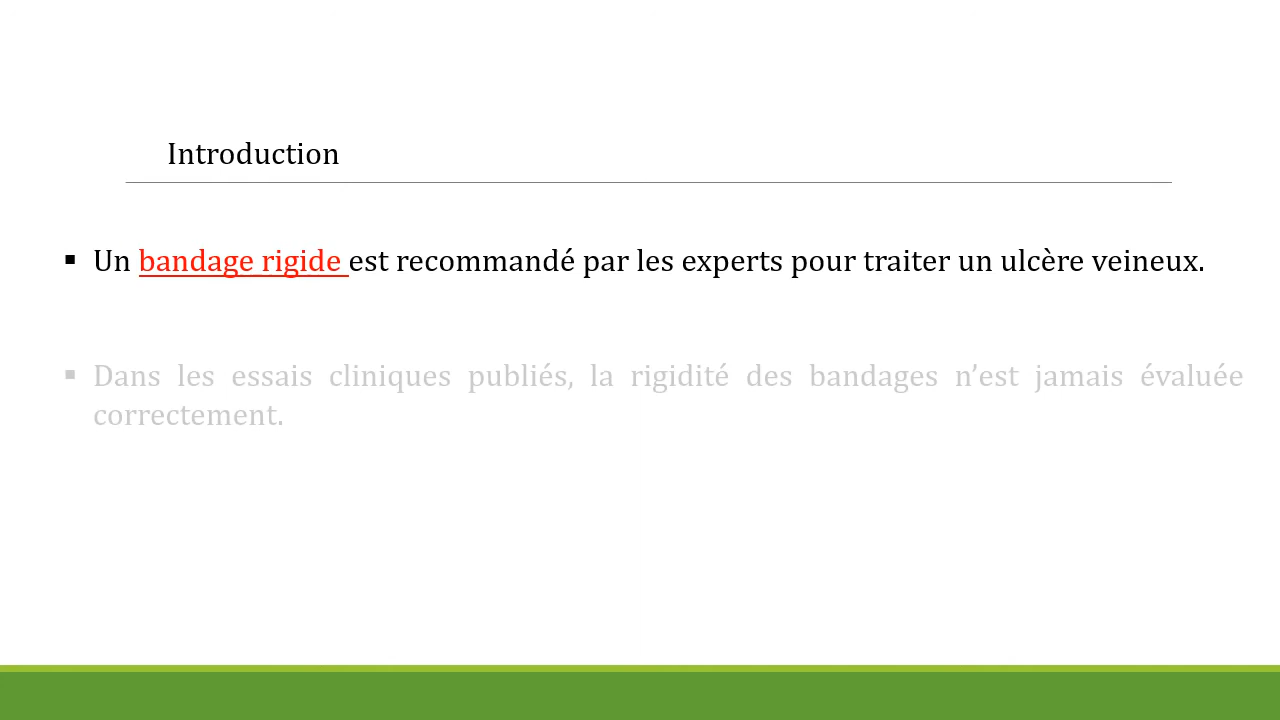 Introduction
▪ Un bandage rigide est recommandé par les experts pour traiter un ulcère veineux.
▪ Dans les essais cliniques publiés, la rigidité des bandages n’est jamais évaluée
correctement.